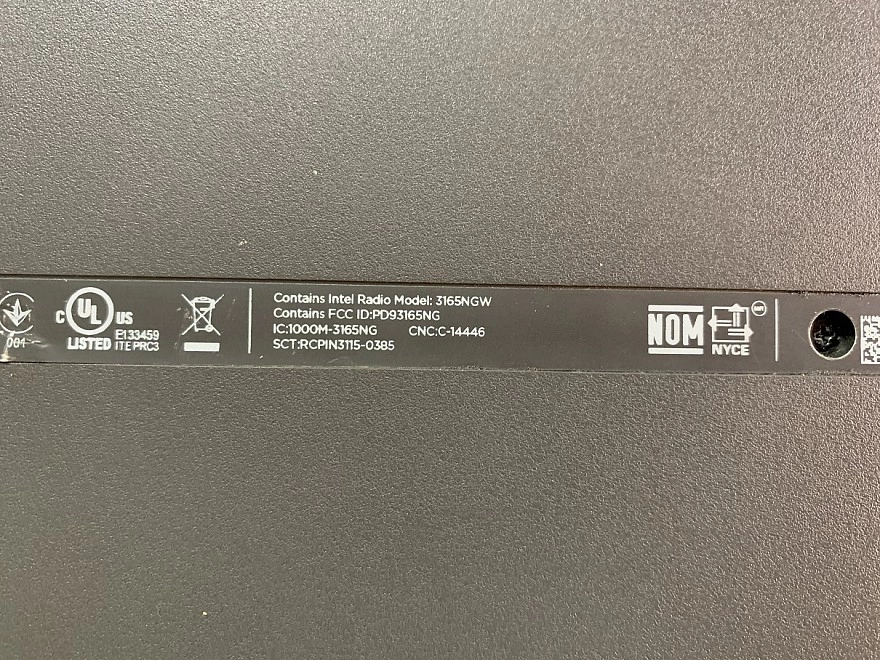 001
C UL US
LISTED
E133459
ITE PRC3
Contains Intel Radio Model: 3165NGW
Contains FCC ID:PD93165NG
IC:1000M-3165NG CNC:C-14446
SCT:RCPIN3115-0385
NOM
NYCE